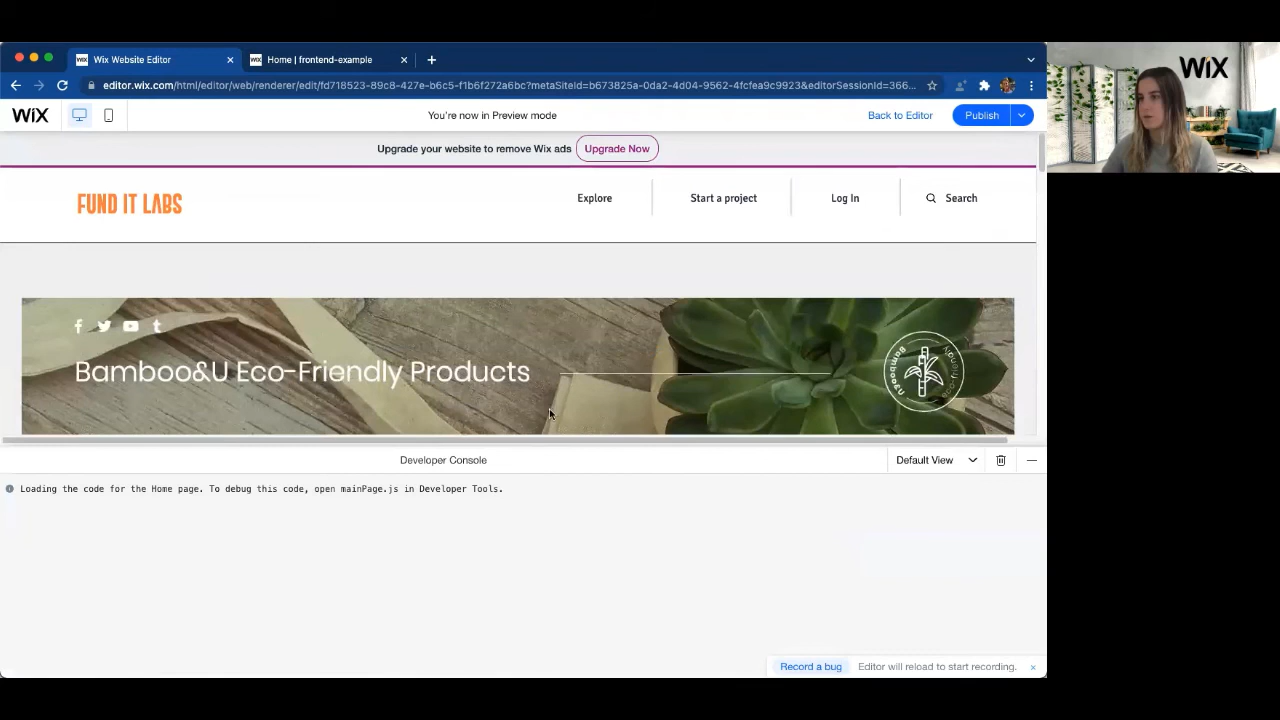 Wix Website Editor
Home | frontend-example
editor.wix.com/html/editor/web/renderer/edit/fd718523-89c8-427e-b6c5-f1b6f272a6bc?metaSiteId=b673825a-0da2-4d04-9562-4fcfea9c9923&editorSessionId=366...
WIX
You're now in Preview mode
Back to Editor
Publish
WIX
Upgrade your website to remove Wix ads
Upgrade Now
FUND IT LABS
Explore
Start a project
Log In
Search
Bamboo&U Eco-Friendly Products
Bamboo&U
eco-friendly
Developer Console
Default View
Loading the code for the Home page. To debug this code, open mainPage.js in Developer Tools.
Record a bug
Editor will reload to start recording.